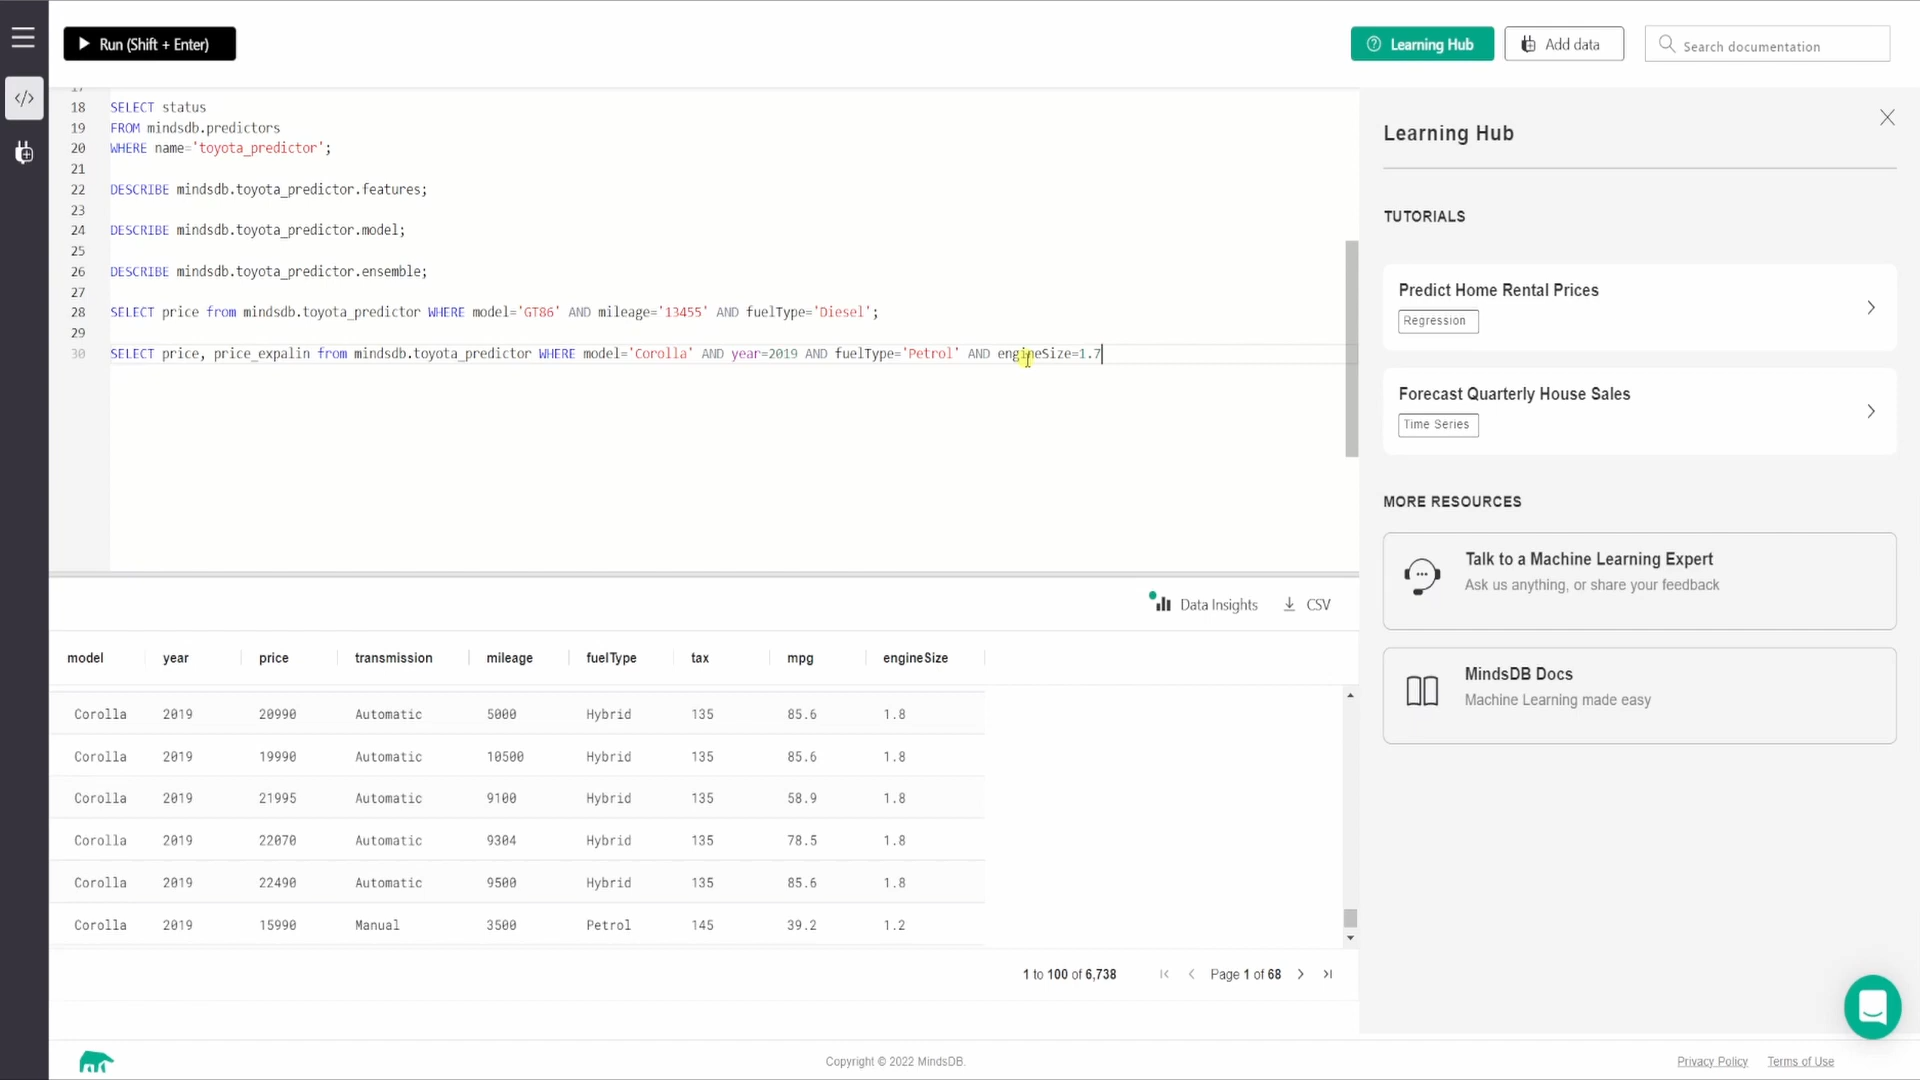 Run (Shift + Enter)
Learning Hub
Add data
Search documentation
17
18 SELECT status
19 FROM mindsdb.predictors
20 WHERE name='toyota_predictor';
21
22 DESCRIBE mindsdb.toyota_predictor.features;
23
24 DESCRIBE mindsdb.toyota_predictor.model;
25
26 DESCRIBE mindsdb.toyota_predictor.ensemble;
27
28 SELECT price from mindsdb.toyota_predictor WHERE model='GT86' AND mileage='13455' AND fuelType='Diesel';
29
30 SELECT price, price_expalin from mindsdb.toyota_predictor WHERE model='Corolla' AND year=2019 AND fuelType='Petrol' AND engineSize=1.7
Learning Hub
TUTORIALS
Predict Home Rental Prices
Regression
Forecast Quarterly House Sales
Time Series
MORE RESOURCES
Talk to a Machine Learning Expert
Ask us anything, or share your feedback
MindsDB Docs
Machine Learning made easy
Data Insights CSV
model year price transmission mileage fuelType tax mpg engineSize
Corolla 2019 20990 Automatic 5000 Hybrid 135 85.6 1.8
Corolla 2019 19990 Automatic 10500 Hybrid 135 85.6 1.8
Corolla 2019 21995 Automatic 9100 Hybrid 135 58.9 1.8
Corolla 2019 22070 Automatic 9304 Hybrid 135 78.5 1.8
Corolla 2019 22490 Automatic 9500 Hybrid 135 85.6 1.8
Corolla 2019 15990 Manual 3500 Petrol 145 39.2 1.2
1 to 100 of 6,738 Page 1 of 68
Copyright © 2022 MindsDB.
Privacy Policy Terms of Use